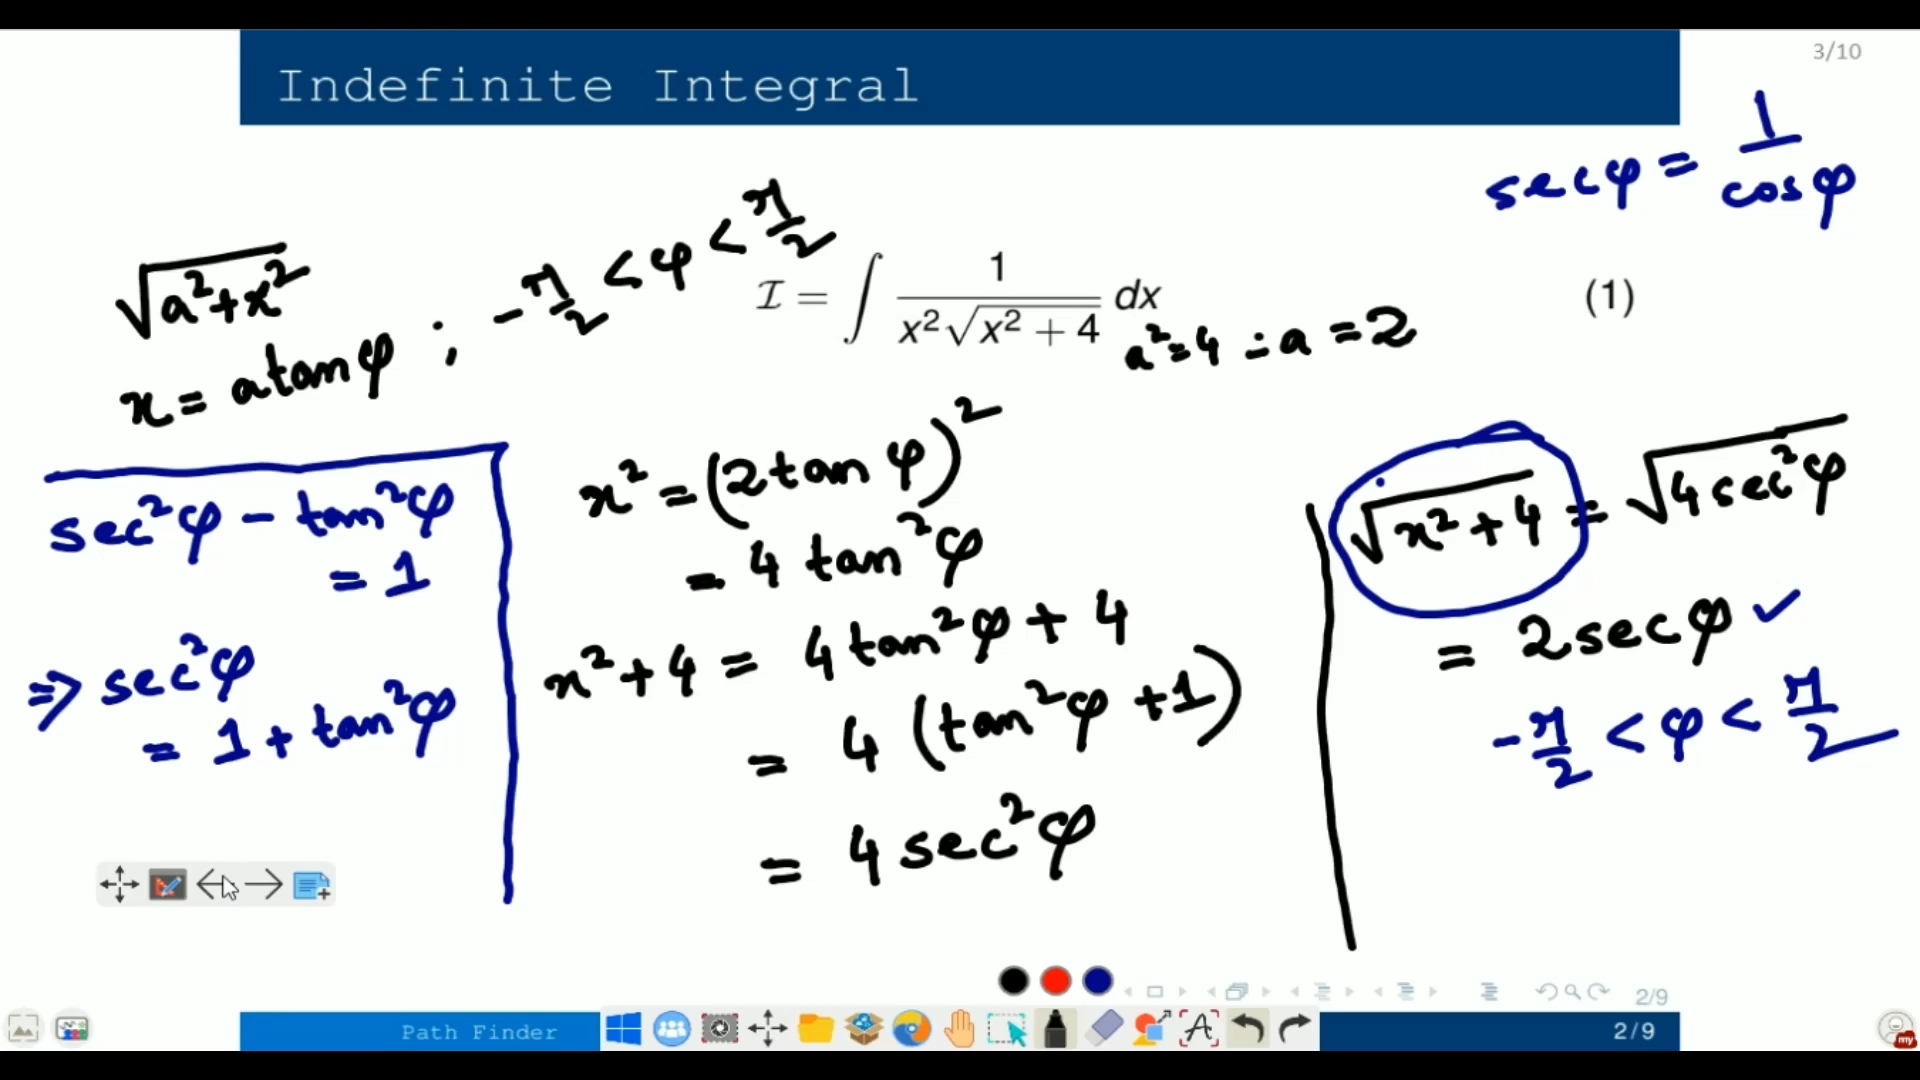 3/10
Indefinite Integral
sec φ = 1/cos φ
√(a²+x²)
x = a tan φ ; -π/2 < φ < π/2
I = ∫ 1/(x²√(x² + 4)) dx (1)
a² = 4 ∴ a = 2
sec²φ - tan²φ
= 1
⇒ sec²φ
= 1 + tan²φ
x² = (2 tan φ)²
= 4 tan²φ
x² + 4 = 4 tan²φ + 4
= 4 (tan²φ + 1)
= 4 sec²φ
√(x² + 4) = √(4 sec²φ)
= 2 sec φ ✓
-π/2 < φ < π/2
2/9
Path Finder
2/9
my